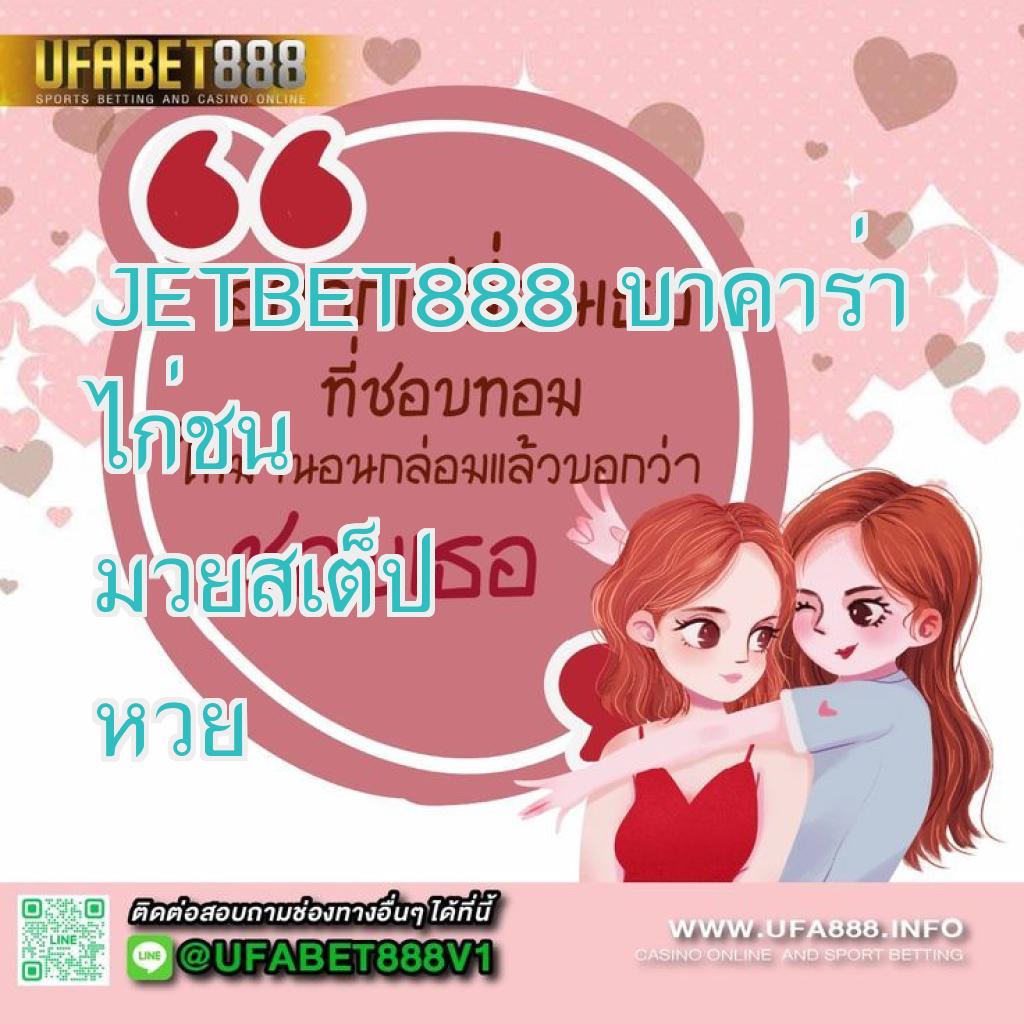 UFABET888
SPORTS BETTING AND CASINO ONLINE
JETBET888 บาคาร่า
ไก่ชน
มวยสเต็ป
หวย
ที่ชอบทอม
นอนกล่อมแล้วบอกว่า
LINE
ติดต่อสอบถามช่องทางอื่นๆ ได้ที่นี้
LINE @UFABET888V1
WWW.UFA888.INFO
CASINO ONLINE AND SPORT BETTING